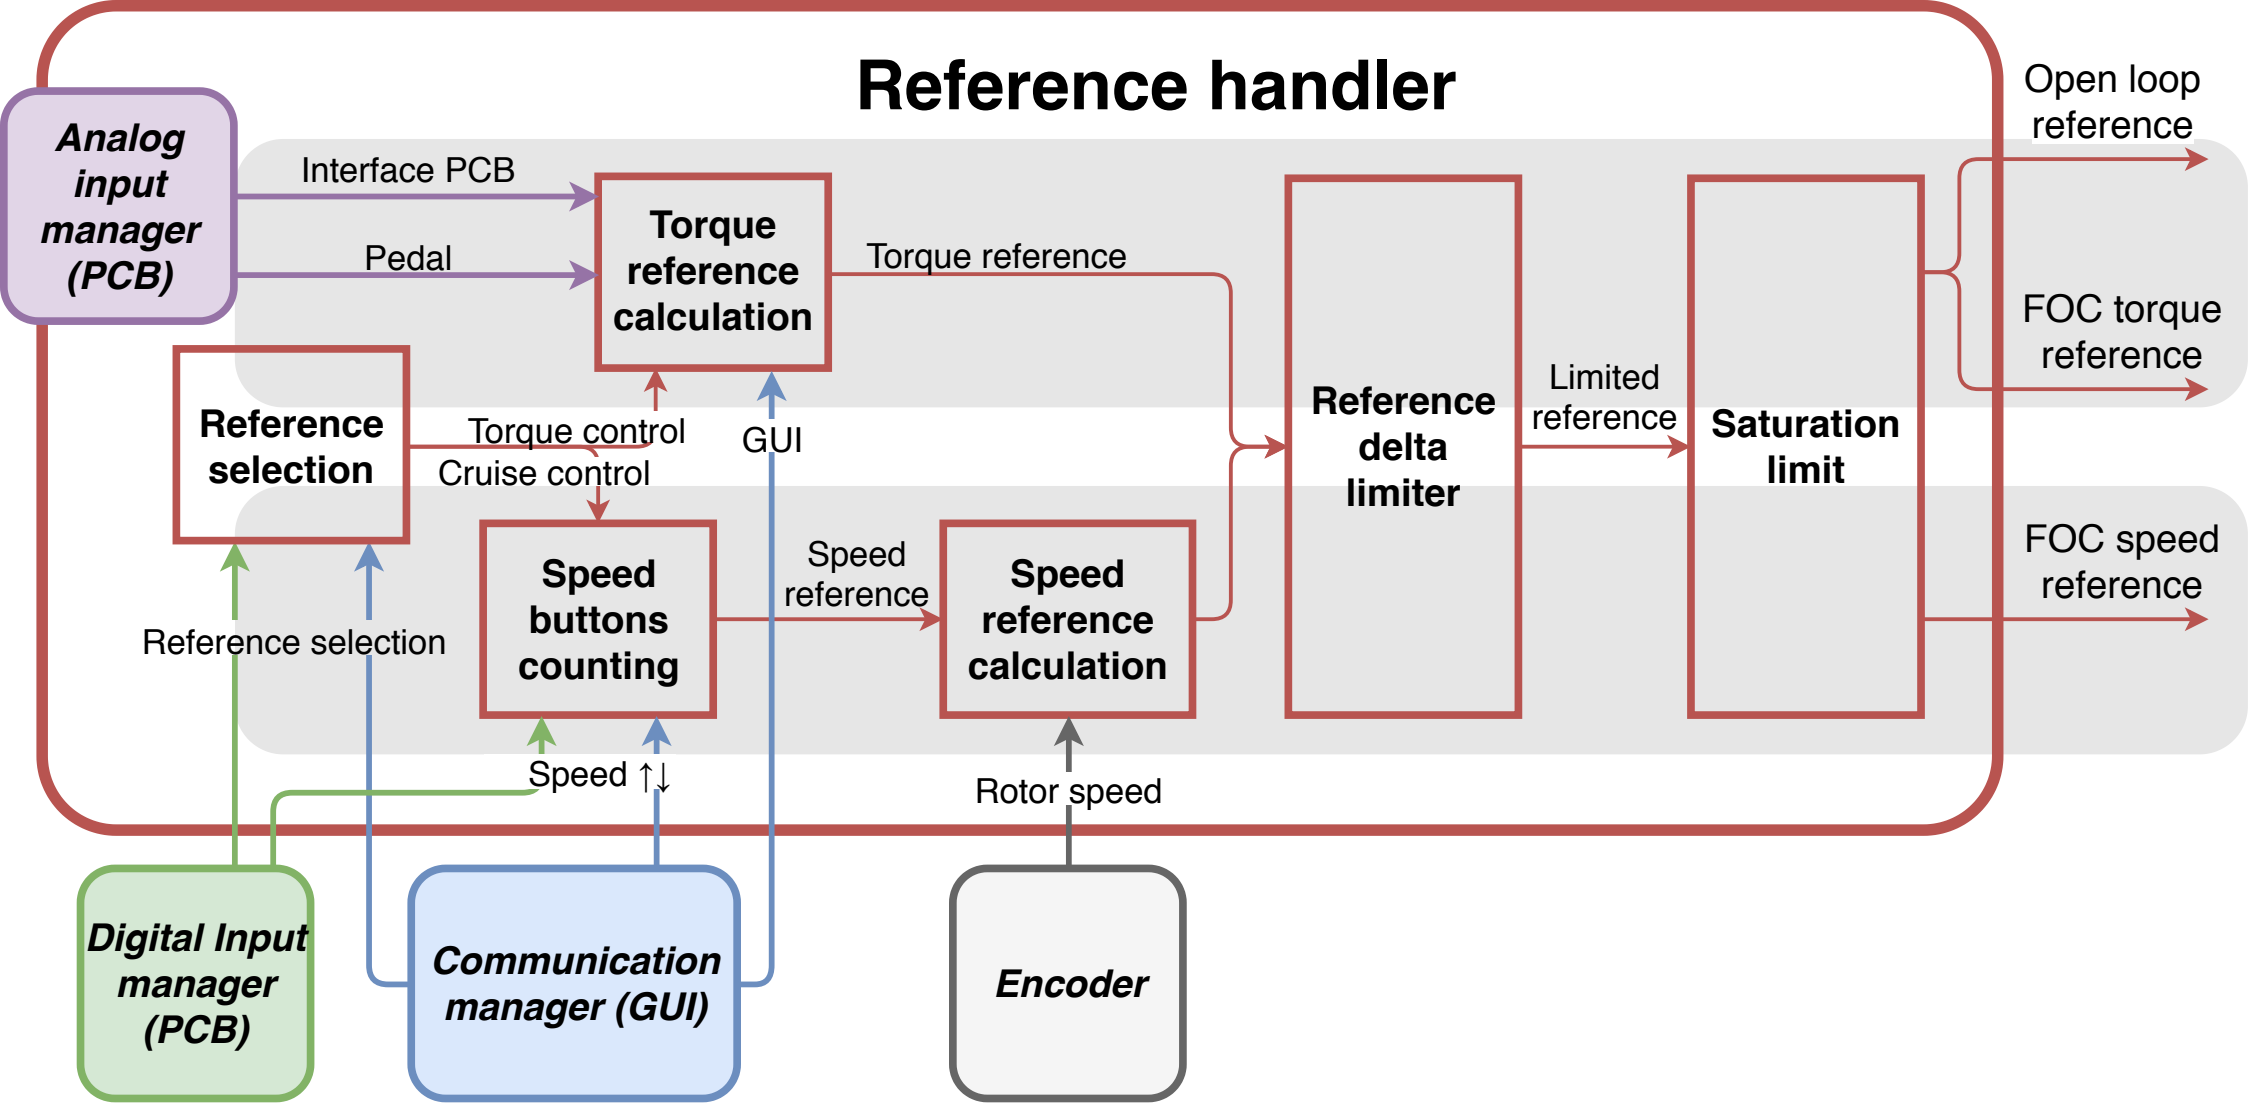 Reference handler
Open loop
reference
Analog
input
manager
(PCB)
Interface PCB
Pedal
Torque
reference
calculation
Torque reference
FOC torque
reference
Reference
selection
Torque control
Cruise control
GUI
Reference
delta
limiter
Limited
reference
Saturation
limit
Speed
buttons
counting
Speed
reference
Speed
reference
calculation
FOC speed
reference
Reference selection
Speed ↑↓
Rotor speed
Digital Input
manager
(PCB)
Communication
manager (GUI)
Encoder